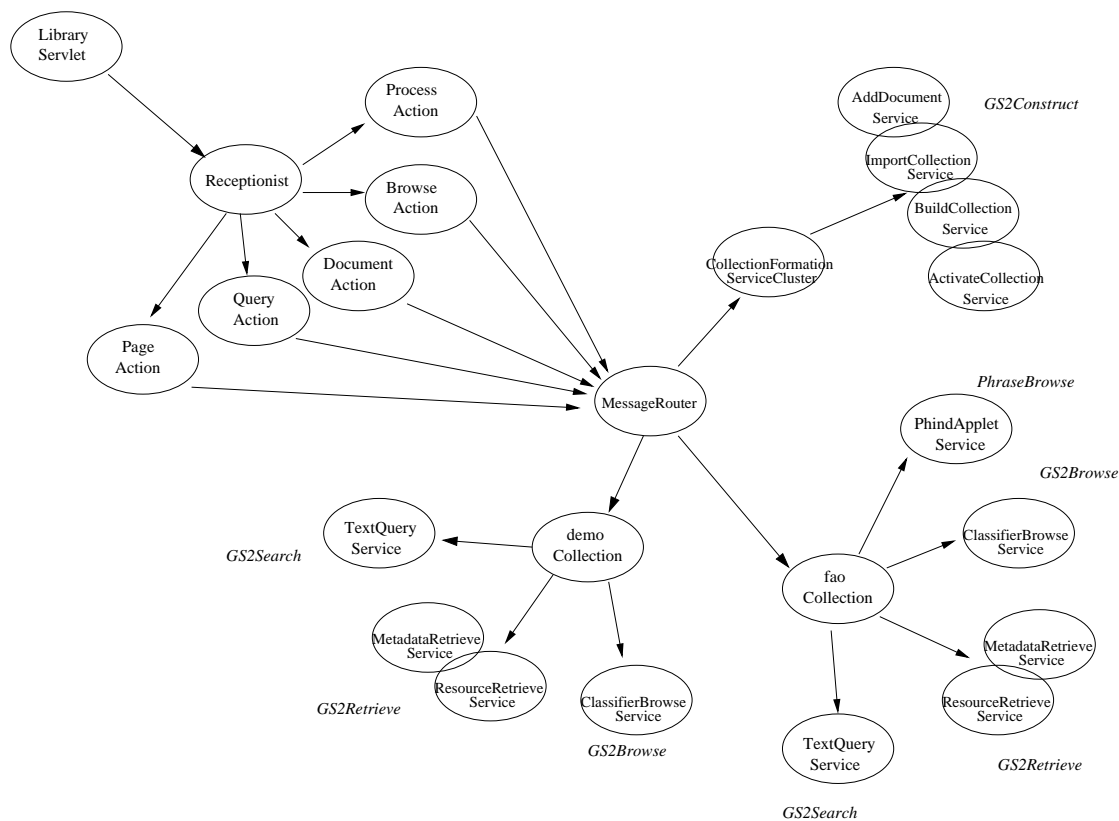 Library
Servlet
Process
Action
Receptionist
Browse
Action
Document
Action
Query
Action
Page
Action
MessageRouter
AddDocument
Service
GS2Construct
ImportCollection
Service
BuildCollection
Service
ActivateCollection
Service
CollectionFormation
ServiceCluster
PhraseBrowse
PhindApplet
Service
GS2Browse
ClassifierBrowse
Service
fao
Collection
MetadataRetrieve
Service
ResourceRetrieve
Service
GS2Retrieve
TextQuery
Service
GS2Search
demo
Collection
TextQuery
Service
GS2Search
MetadataRetrieve
Service
ResourceRetrieve
Service
GS2Retrieve
ClassifierBrowse
Service
GS2Browse